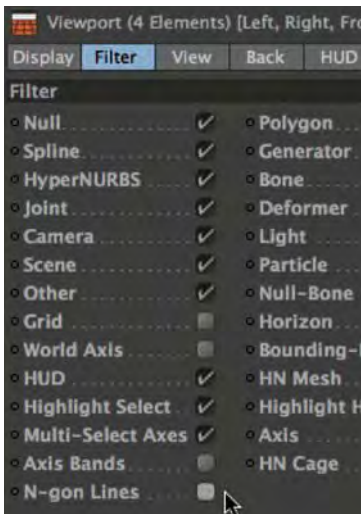 Viewport (4 Elements) [Left, Right,
Display Filter View Back HUD
Filter
Null Polygon
Spline Generator
HyperNURBS Bone
Joint Deformer
Camera Light
Scene Particle
Other Null-Bone
Grid Horizon
World Axis
HUD HN Mesh
Highlight Select Highlight
Multi-Select Axes Axis
Axis Bands HN Cage
N-gon Lines